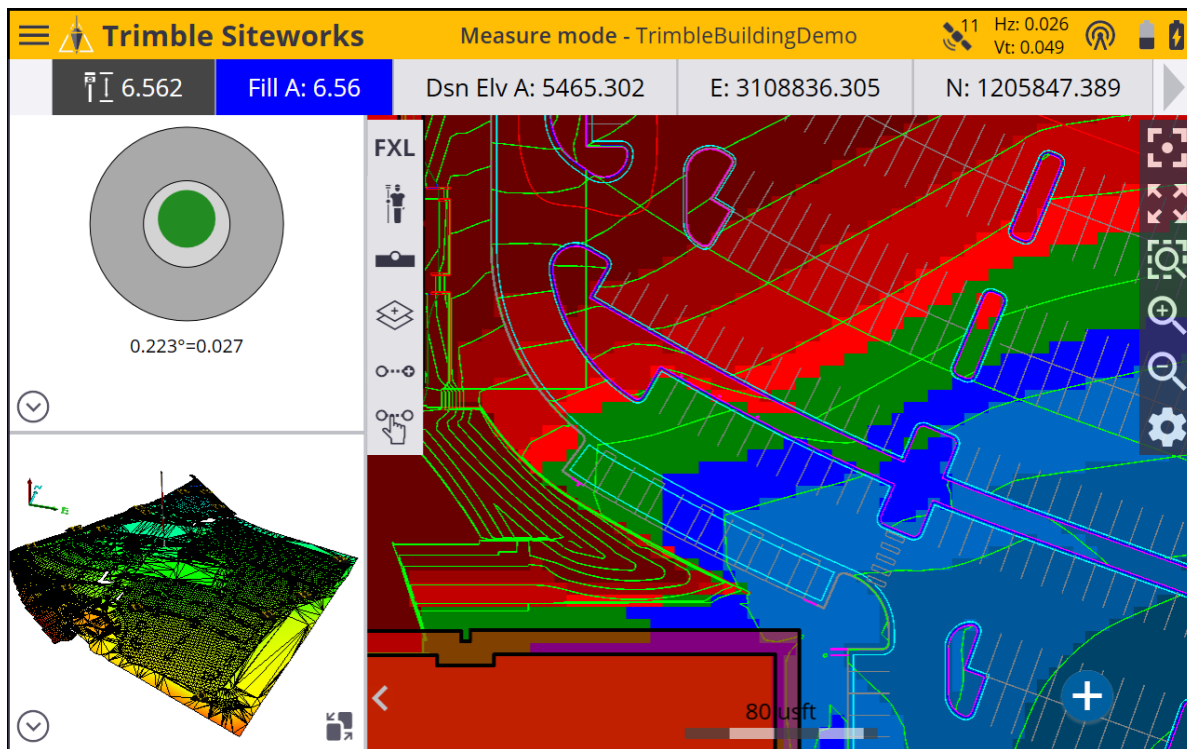 Trimble Siteworks
Measure mode - TrimbleBuildingDemo
11
Hz: 0.026
Vt: 0.049
6.562
Fill A: 6.56
Dsn Elv A: 5465.302
E: 3108836.305
N: 1205847.389
FXL
0.223°=0.027
80 usft